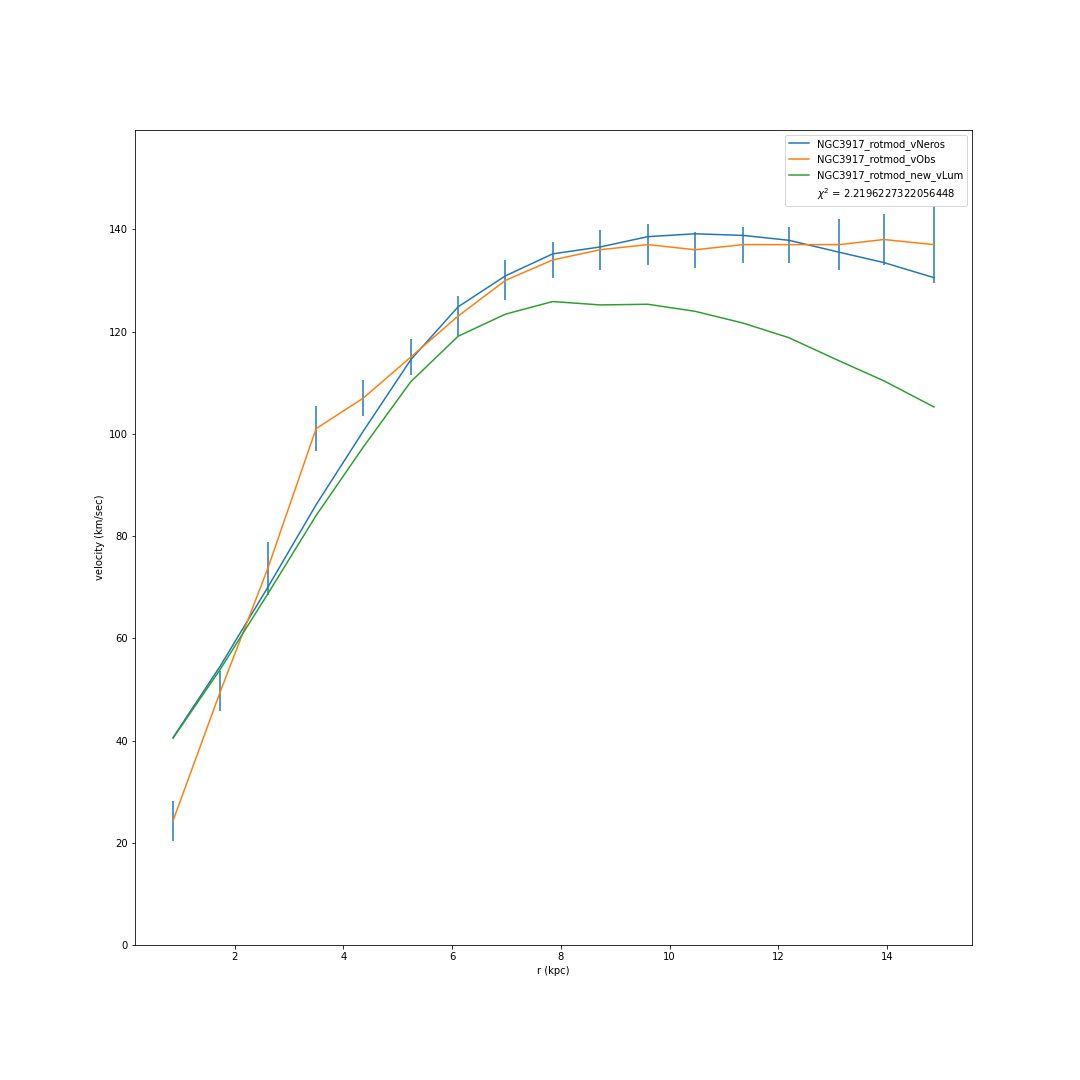 NGC3917_rotmod_vNeros
NGC3917_rotmod_vObs
NGC3917_rotmod_new_vLum
χ² = 2.2196227322056448
140
120
100
80
60
40
20
0
velocity (km/sec)
2 4 6 8 10 12 14
r (kpc)